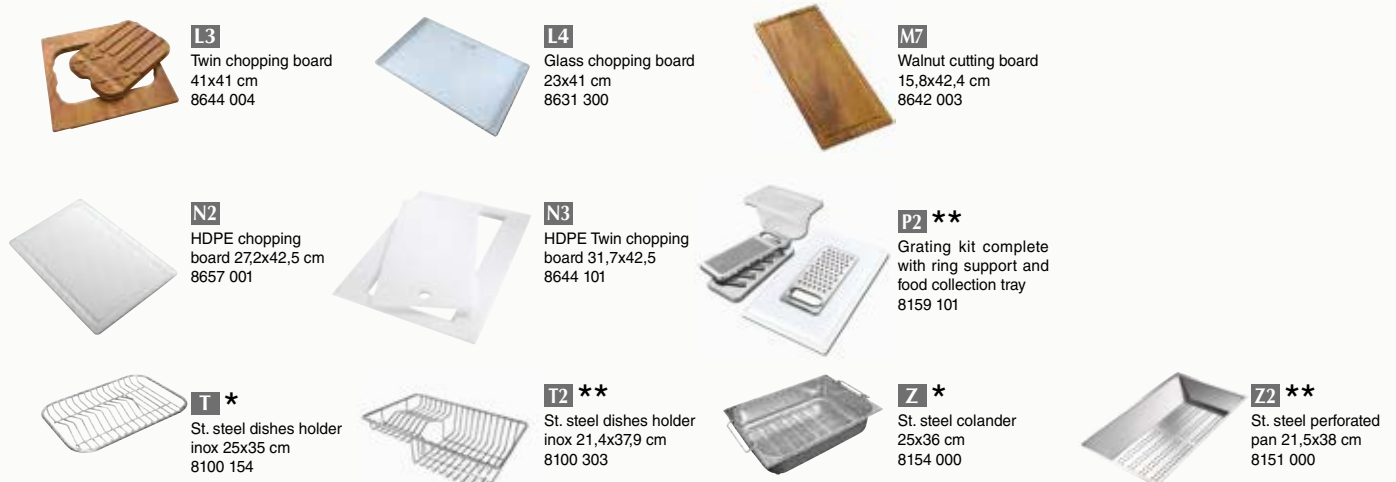 L3
Twin chopping board
41x41 cm
8644 004
L4
Glass chopping board
23x41 cm
8631 300
M7
Walnut cutting board
15,8x42,4 cm
8642 003
N2
HDPE chopping
board 27,2x42,5 cm
8657 001
N3
HDPE Twin chopping
board 31,7x42,5
8644 101
P2 **
Grating kit complete
with ring support and
food collection tray
8159 101
T *
St. steel dishes holder
inox 25x35 cm
8100 154
T2 **
St. steel dishes holder
inox 21,4x37,9 cm
8100 303
Z *
St. steel colander
25x36 cm
8154 000
Z2 **
St. steel perforated
pan 21,5x38 cm
8151 000